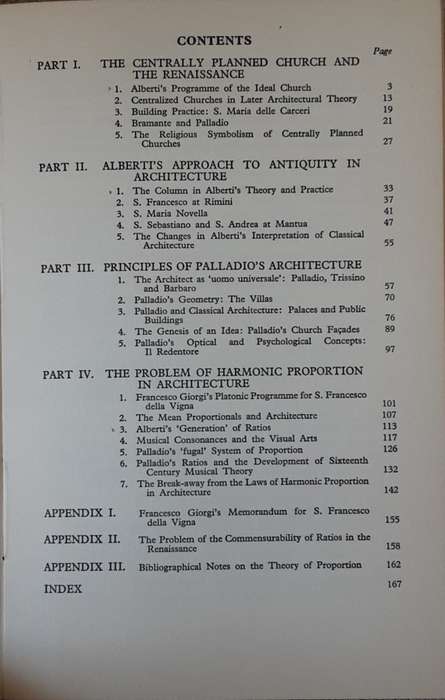 CONTENTS
Page
PART I. THE CENTRALLY PLANNED CHURCH AND
THE RENAISSANCE
1. Alberti's Programme of the Ideal Church 3
2. Centralized Churches in Later Architectural Theory 13
3. Building Practice: S. Maria delle Carceri 19
4. Bramante and Palladio 21
5. The Religious Symbolism of Centrally Planned
Churches 27
PART II. ALBERTI'S APPROACH TO ANTIQUITY IN
ARCHITECTURE
1. The Column in Alberti's Theory and Practice 33
2. S. Francesco at Rimini 37
3. S. Maria Novella 41
4. S. Sebastiano and S. Andrea at Mantua 47
5. The Changes in Alberti's Interpretation of Classical
Architecture 55
PART III. PRINCIPLES OF PALLADIO'S ARCHITECTURE
1. The Architect as 'uomo universale': Palladio, Trissino
and Barbaro 57
2. Palladio's Geometry: The Villas 70
3. Palladio and Classical Architecture: Palaces and Public
Buildings 76
4. The Genesis of an Idea: Palladio's Church Façades 89
5. Palladio's Optical and Psychological Concepts:
Il Redentore 97
PART IV. THE PROBLEM OF HARMONIC PROPORTION
IN ARCHITECTURE
1. Francesco Giorgi's Platonic Programme for S. Francesco
della Vigna 101
2. The Mean Proportionals and Architecture 107
3. Alberti's 'Generation' of Ratios 113
4. Musical Consonances and the Visual Arts 117
5. Palladio's 'fugal' System of Proportion 126
6. Palladio's Ratios and the Development of Sixteenth
Century Musical Theory 132
7. The Break-away from the Laws of Harmonic Proportion
in Architecture 142
APPENDIX I. Francesco Giorgi's Memorandum for S. Francesco
della Vigna 155
APPENDIX II. The Problem of the Commensurability of Ratios in the
Renaissance 158
APPENDIX III. Bibliographical Notes on the Theory of Proportion 162
INDEX 167